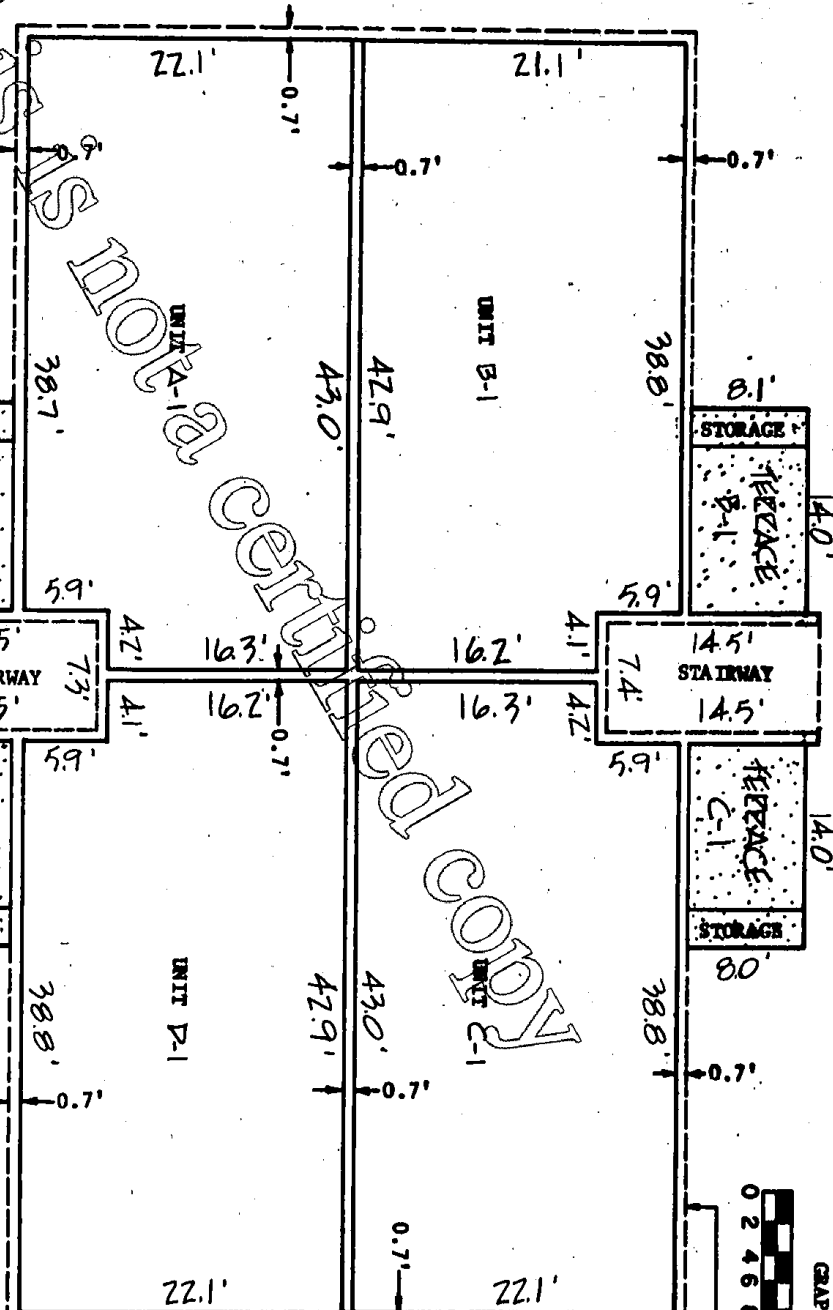 22.1'
21.1'
0.7'
0.7'
0.7'
0.7'
UNIT A-1
UNIT B-1
38.7'
43.0'
42.9'
38.8'
8.1'
STORAGE
TERRACE
B-1
14.0'
5.9'
5.9'
4.2'
16.3'
16.2'
4.1'
14.5'
5'
RWAY
7.3'
7.4'
STAIRWAY
5'
4.1'
16.2'
16.3'
4.2'
14.5'
5.9'
0.7'
5.9'
TERRACE
C-1
14.0'
STORAGE
8.0'
UNIT D-1
UNIT C-1
38.8'
42.9'
43.0'
38.8'
0.7'
0.7'
0.7'
0.7'
22.1'
22.1'
0 2 4 6
GRAP
is is not a certified copy